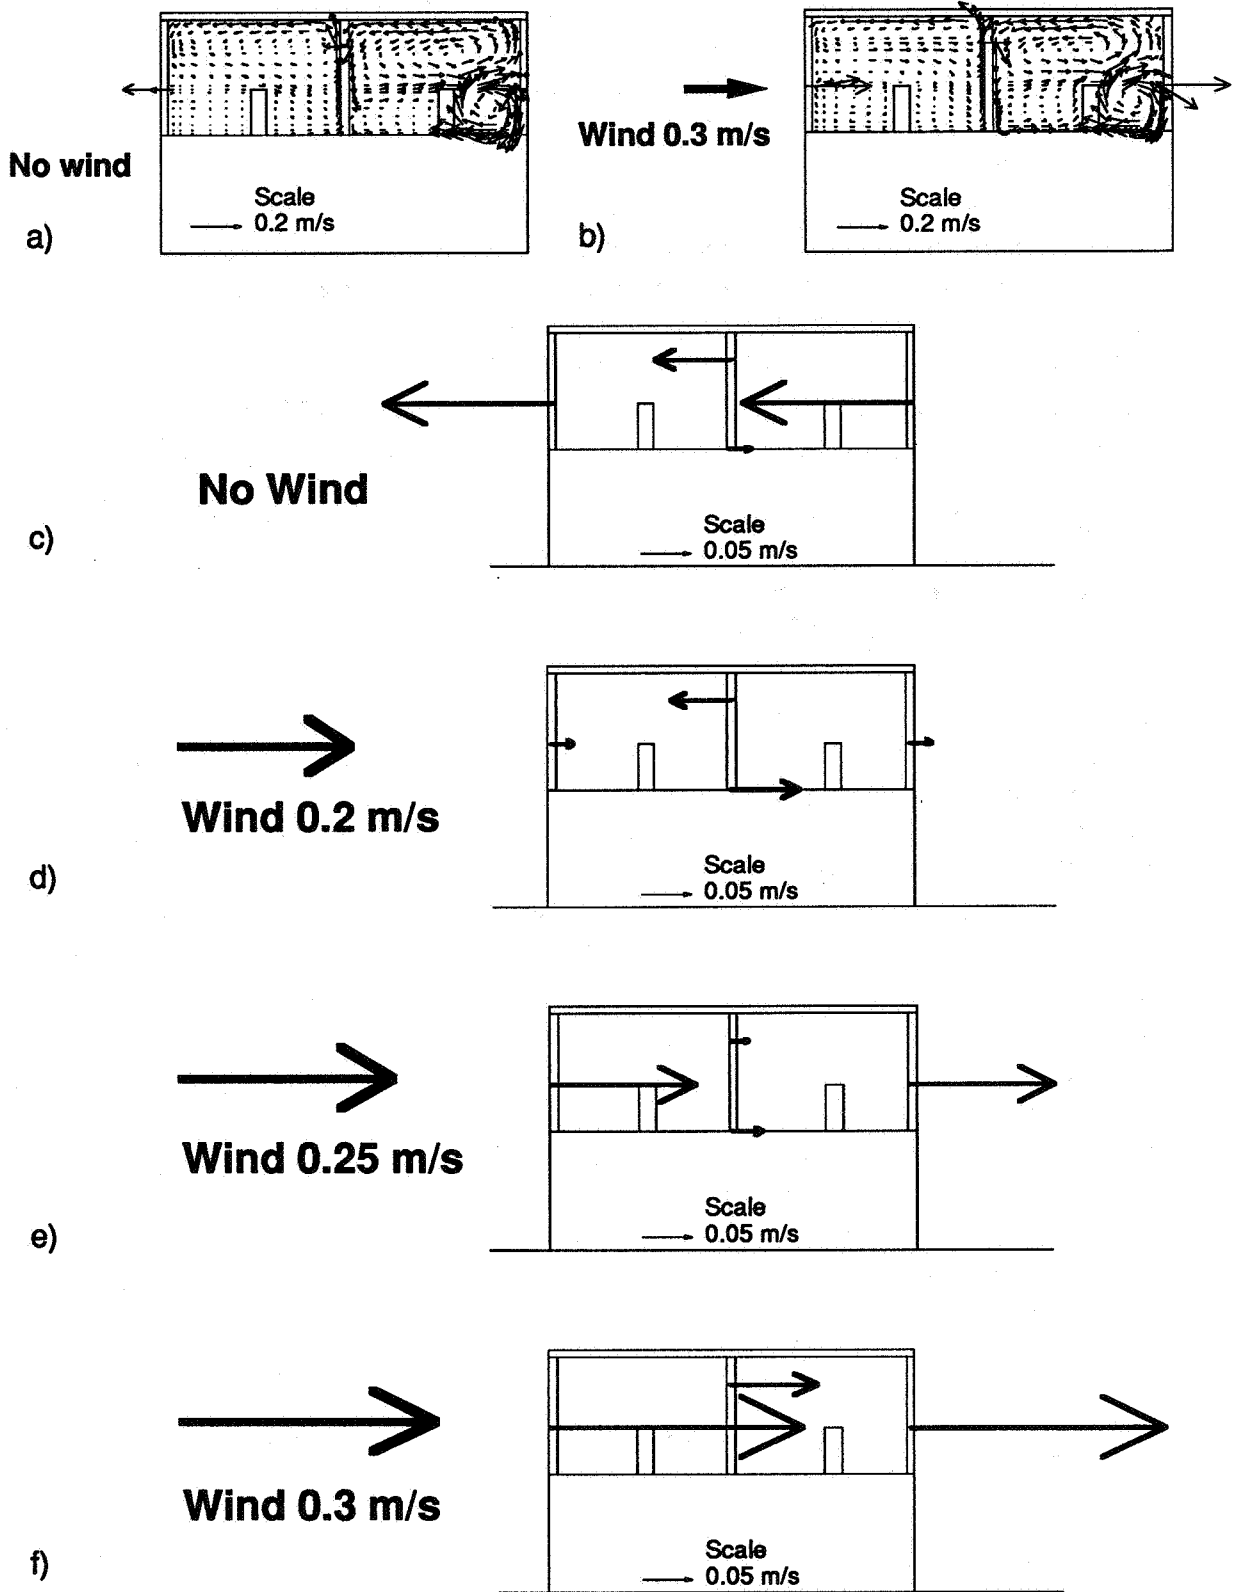 No wind
Scale
0.2 m/s
a)
Wind 0.3 m/s
Scale
0.2 m/s
b)
No Wind
Scale
0.05 m/s
c)
Wind 0.2 m/s
Scale
0.05 m/s
d)
Wind 0.25 m/s
Scale
0.05 m/s
e)
Wind 0.3 m/s
Scale
0.05 m/s
f)